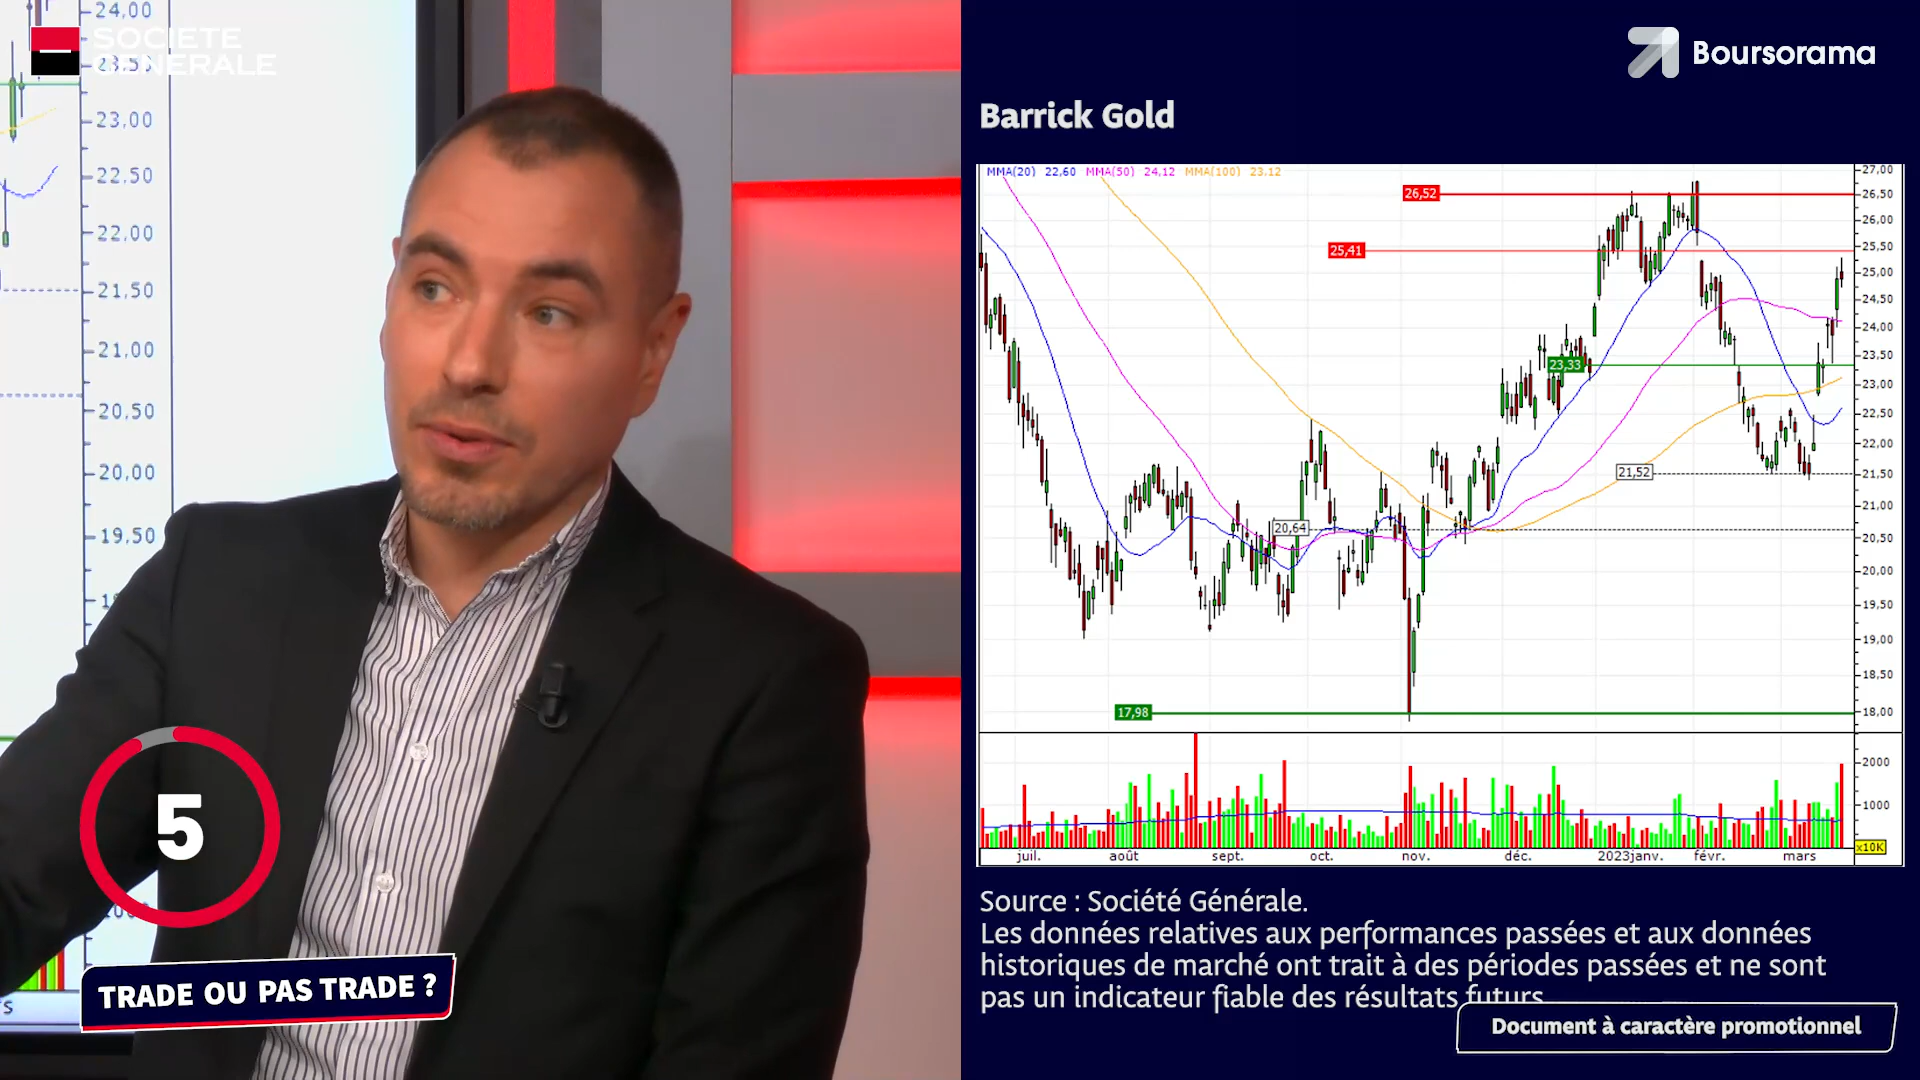 SOCIETE
GENERALE
24,00
23,5
23,00
22,50
22,00
21,50
21,00
20,50
20,00
19,50
5
TRADE OU PAS TRADE ?
Boursorama
Barrick Gold
MMA(20) 22,60 MMA(50) 24,12 MMA(100) 23,12
27,00
26,52
26,50
26,00
25,41
25,50
25,00
24,50
24,00
23,33
23,50
23,00
22,50
22,00
21,52
21,50
21,00
20,64
20,50
20,00
19,50
19,00
18,50
17,98
18,00
2000
1000
x10K
juil. août sept. oct. nov. déc. 2023janv. févr. mars
Source : Société Générale.
Les données relatives aux performances passées et aux données
historiques de marché ont trait à des périodes passées et ne sont
pas un indicateur fiable des résultats futurs
Document à caractère promotionnel